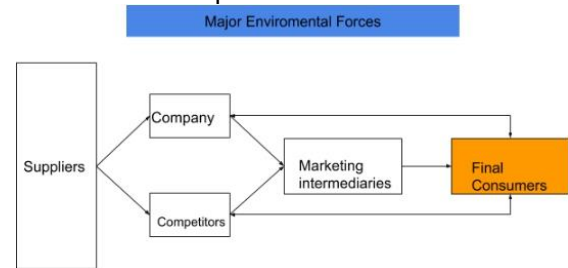 Major Enviromental Forces
Suppliers
Company
Competitors
Marketing
intermediaries
Final
Consumers